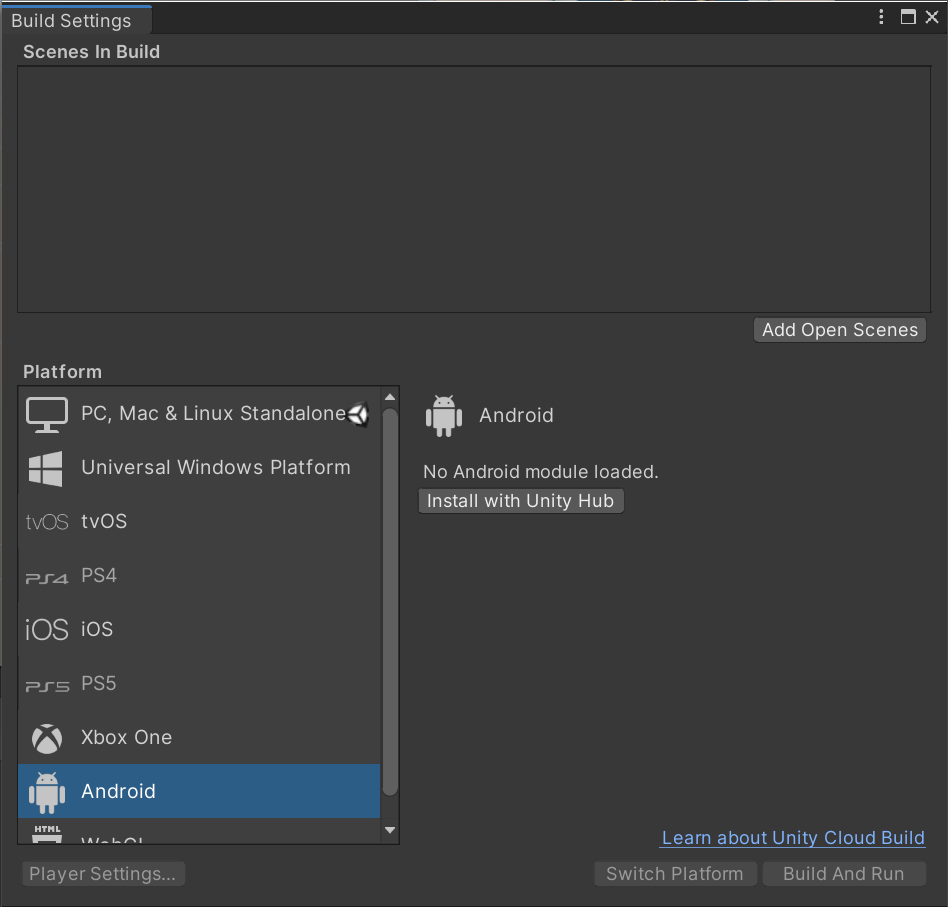 Build Settings
Scenes In Build
Add Open Scenes
Platform
PC, Mac & Linux Standalone
Universal Windows Platform
tvOS tvOS
PS4 PS4
iOS iOS
PS5 PS5
Xbox One
Android
HTML
Android
No Android module loaded.
Install with Unity Hub
Learn about Unity Cloud Build
Player Settings...
Switch Platform
Build And Run